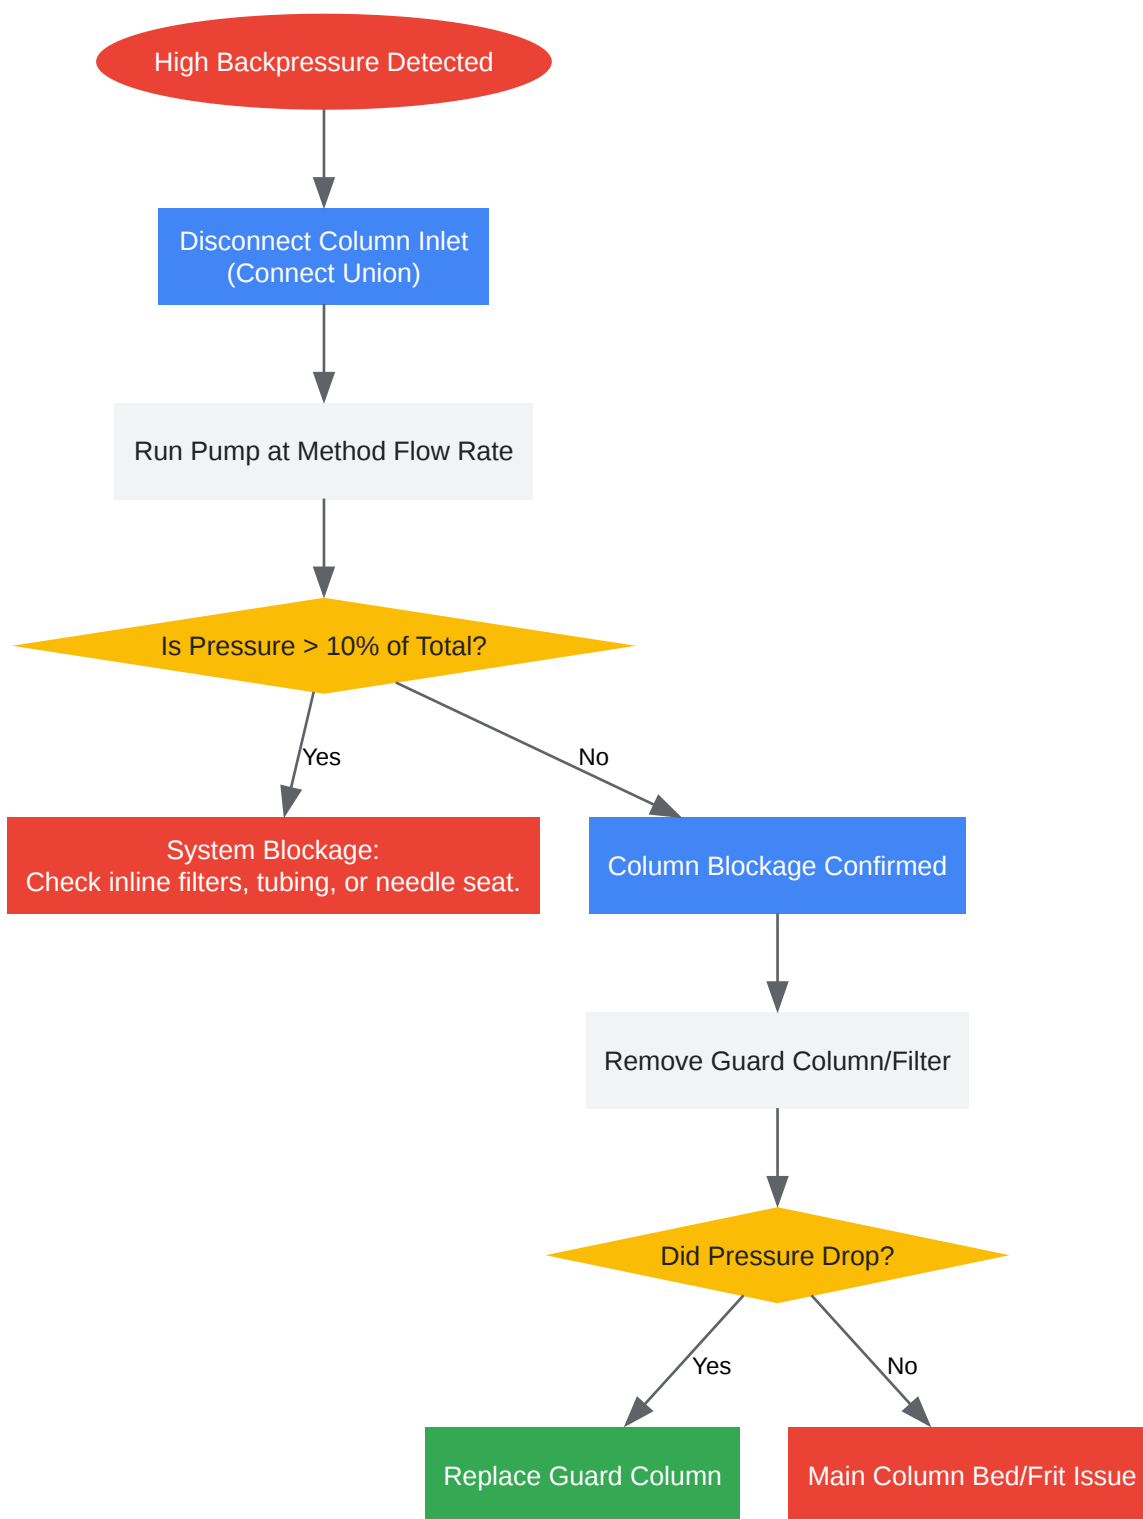 High Backpressure Detected
Disconnect Column Inlet
(Connect Union)
Run Pump at Method Flow Rate
Is Pressure > 10% of Total?
Yes
No
System Blockage:
Check inline filters, tubing, or needle seat.
Column Blockage Confirmed
Remove Guard Column/Filter
Did Pressure Drop?
Yes
No
Replace Guard Column
Main Column Bed/Frit Issue